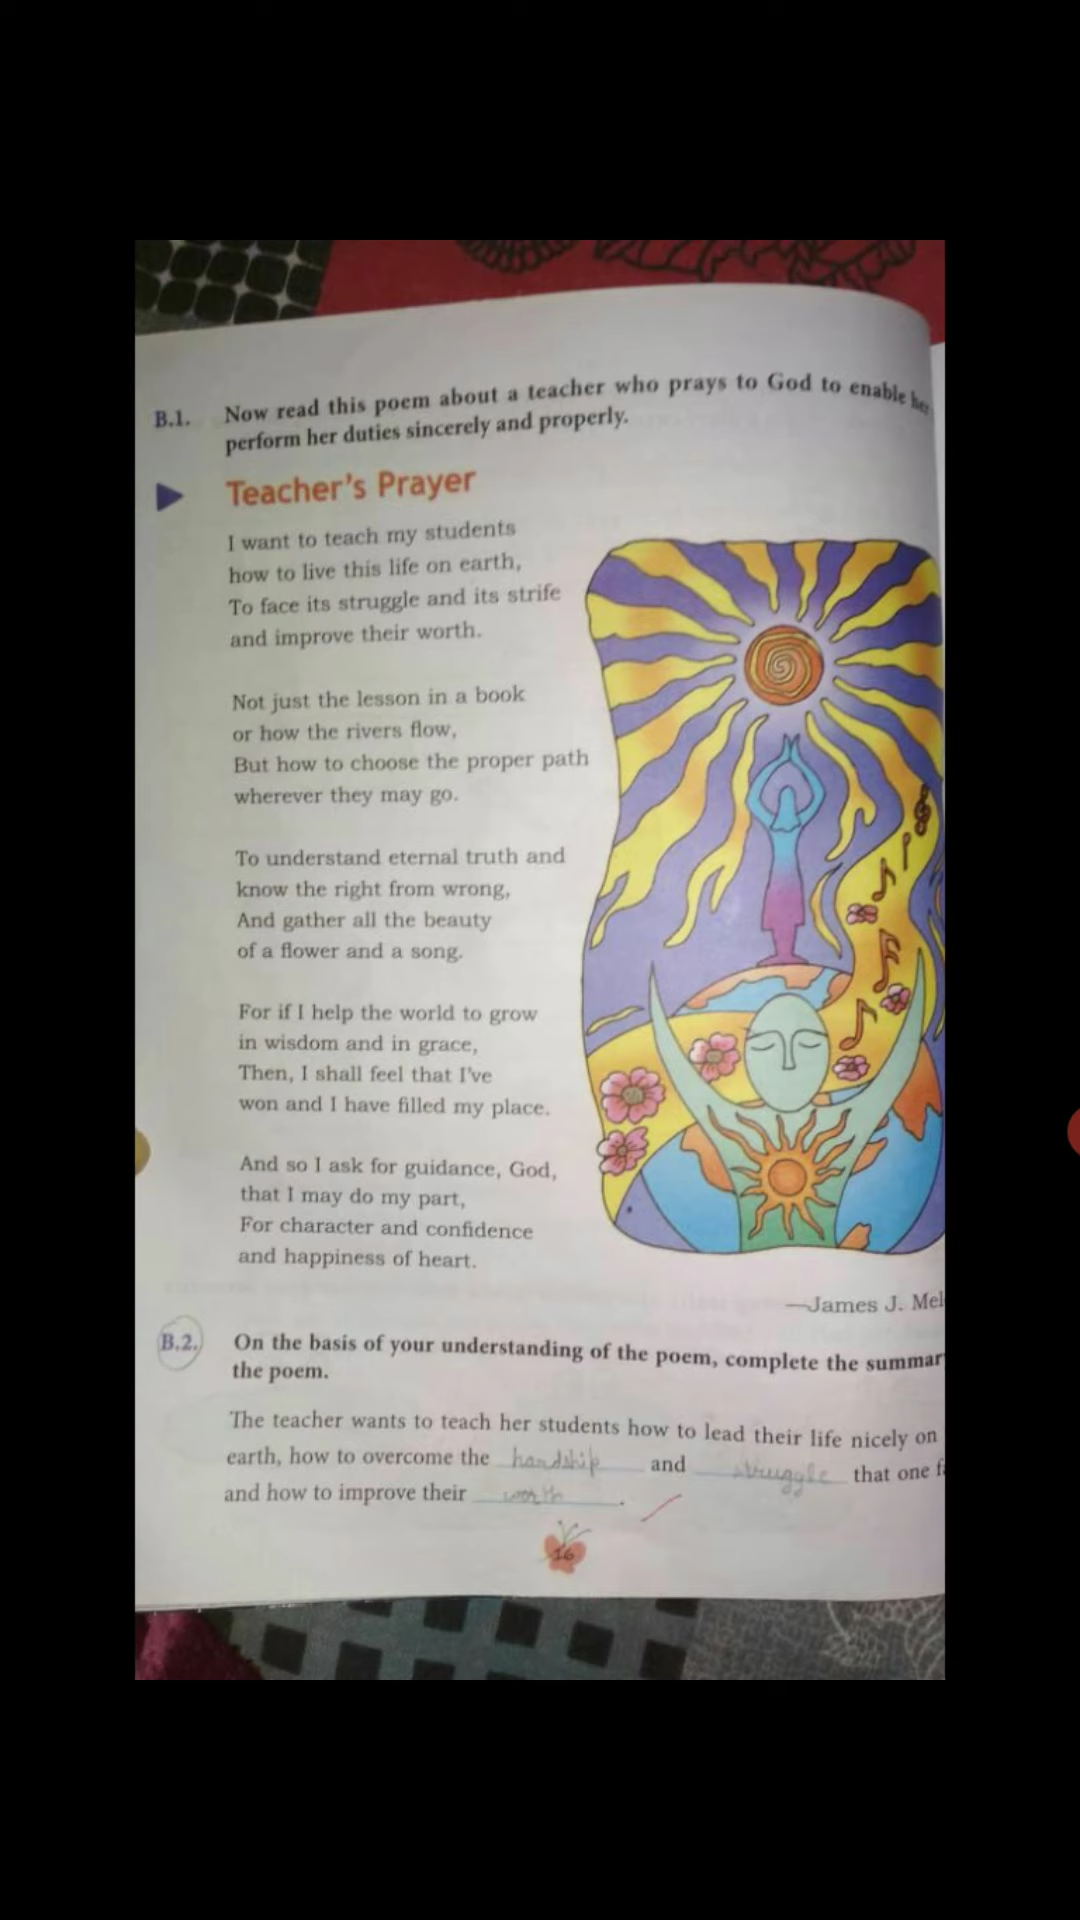 B.1. Now read this poem about a teacher who prays to God to enable her
perform her duties sincerely and properly.
Teacher's Prayer
I want to teach my students
how to live this life on earth,
To face its struggle and its strife
and improve their worth.
Not just the lesson in a book
or how the rivers flow,
But how to choose the proper path
wherever they may go.
To understand eternal truth and
know the right from wrong,
And gather all the beauty
of a flower and a song.
For if I help the world to grow
in wisdom and in grace,
Then, I shall feel that I've
won and I have filled my place.
And so I ask for guidance, God,
that I may do my part,
For character and confidence
and happiness of heart.
—James J.
B.2. On the basis of your understanding of the poem, complete the
the poem.
The teacher wants to teach her students how to lead their life nicely on
earth, how to overcome the hardship and struggle that one
and how to improve their worth.
16